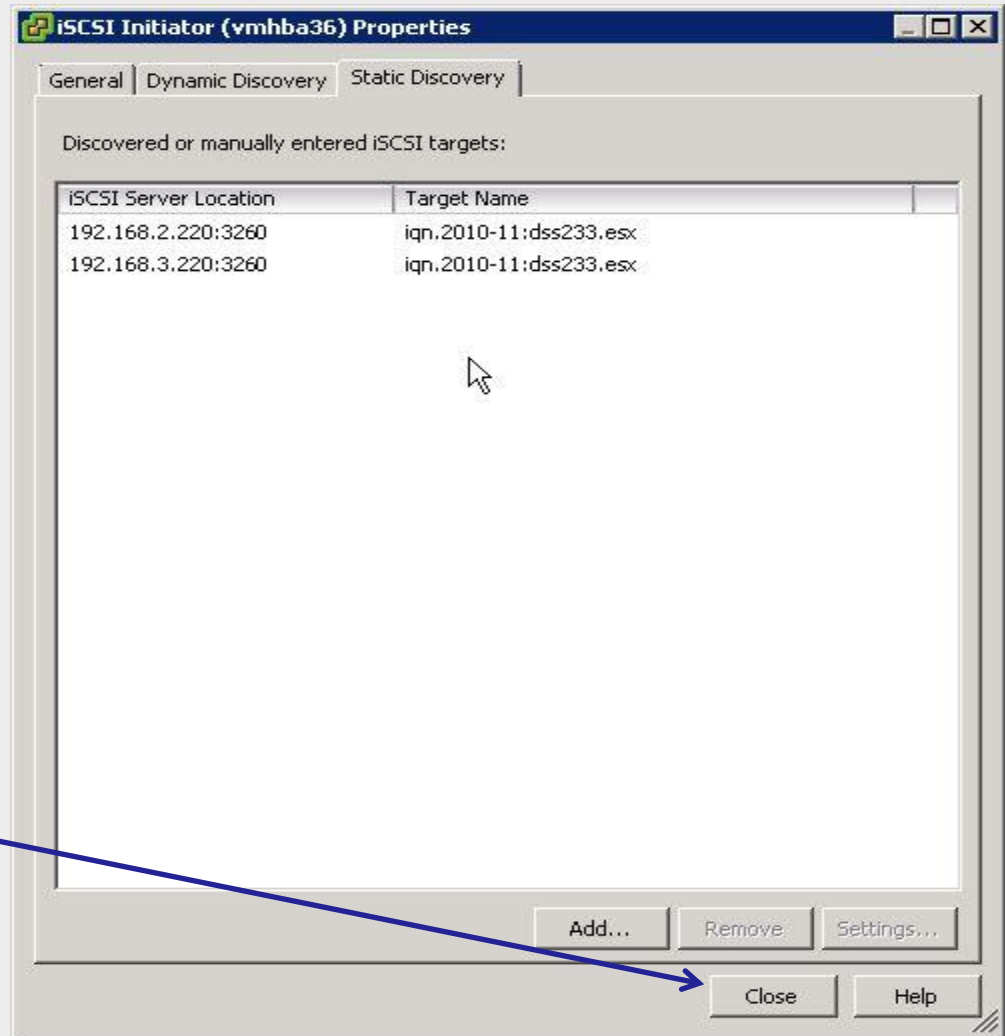 iSCSI Initiator (vmhba36) Properties
General Dynamic Discovery Static Discovery
Discovered or manually entered iSCSI targets:
iSCSI Server Location Target Name
192.168.2.220:3260 iqn.2010-11:dss233.esx
192.168.3.220:3260 iqn.2010-11:dss233.esx
Add... Remove Settings...
Close Help